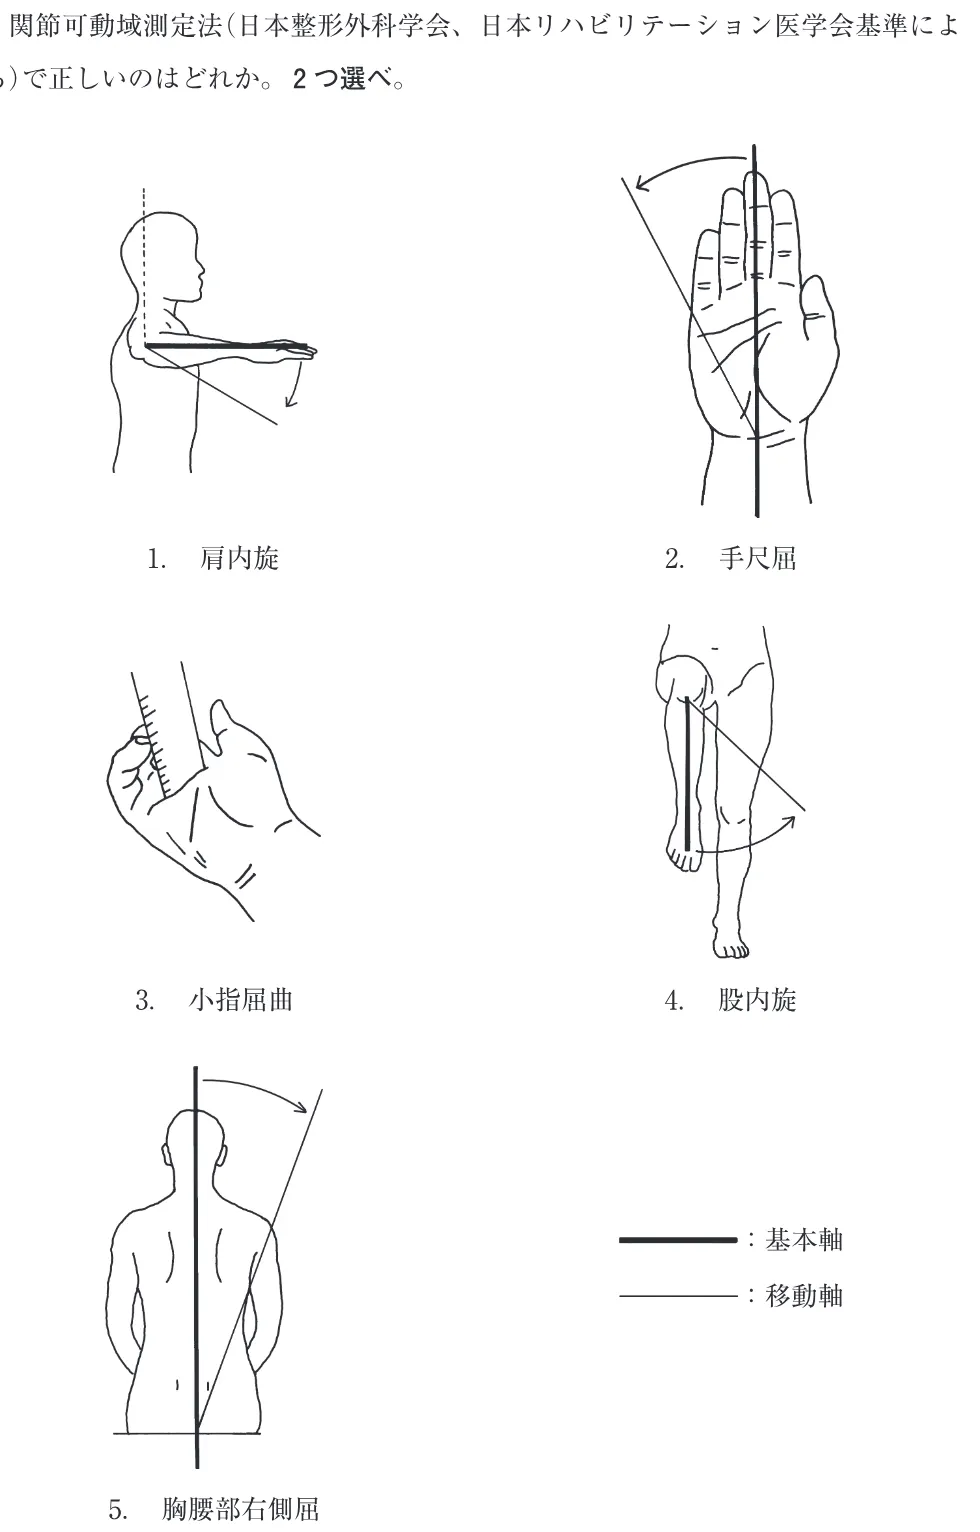 関節可動域測定法(日本整形外科学会、日本リハビリテーション医学会基準によ
る)で正しいのはどれか。 2つ選べ。
1. 肩内旋
2. 手尺屈
3. 小指屈曲
4. 股内旋
:基本軸
:移動軸
5. 胸腰部右側屈